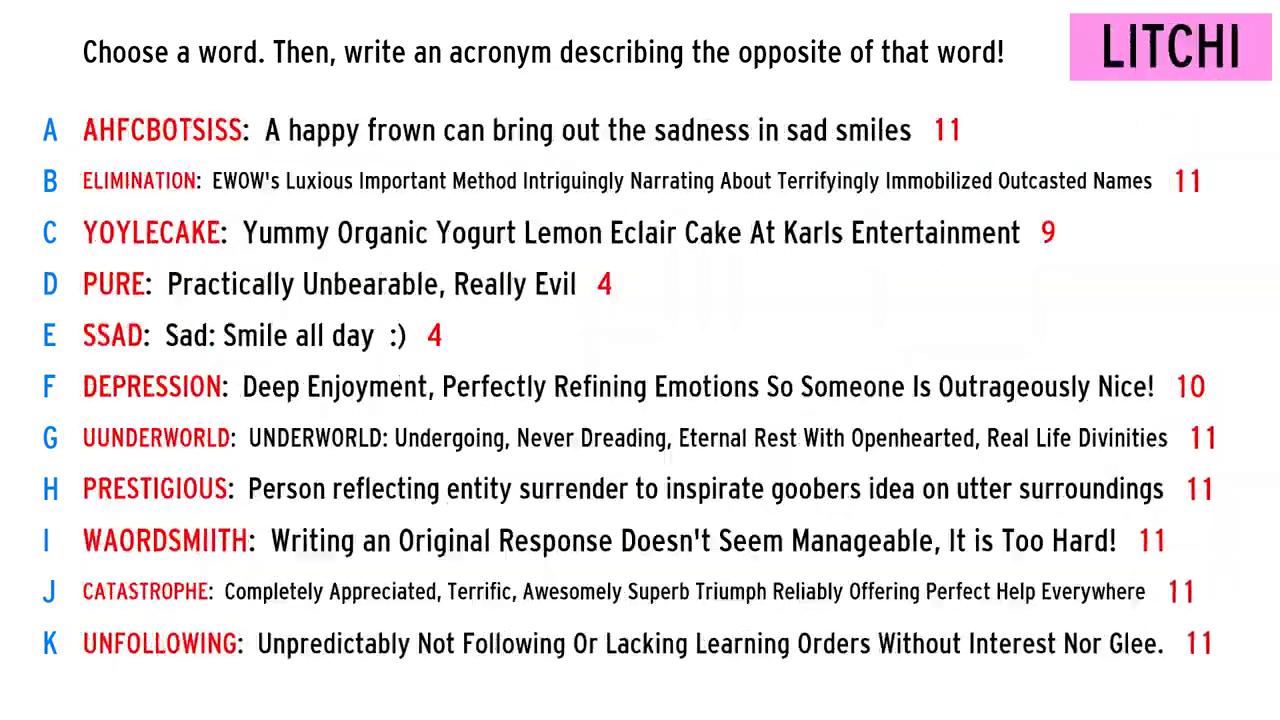 Choose a word. Then, write an acronym describing the opposite of that word!
LITCHI
A AHFCBOTSISS: A happy frown can bring out the sadness in sad smiles 11
B ELIMINATION: EWOW's Luxious Important Method Intriguingly Narrating About Terrifyingly Immobilized Outcasted Names 11
C YOYLECAKE: Yummy Organic Yogurt Lemon Eclair Cake At Karls Entertainment 9
D PURE: Practically Unbearable, Really Evil 4
E SSAD: Sad: Smile all day :) 4
F DEPRESSION: Deep Enjoyment, Perfectly Refining Emotions So Someone Is Outrageously Nice! 10
G UUNDERWORLD: UNDERWORLD: Undergoing, Never Dreading, Eternal Rest With Openhearted, Real Life Divinities 11
H PRESTIGIOUS: Person reflecting entity surrender to inspirate goobers idea on utter surroundings 11
I WAORDSMIITH: Writing an Original Response Doesn't Seem Manageable, It is Too Hard! 11
J CATASTROPHE: Completely Appreciated, Terrific, Awesomely Superb Triumph Reliably Offering Perfect Help Everywhere 11
K UNFOLLOWING: Unpredictably Not Following Or Lacking Learning Orders Without Interest Nor Glee. 11